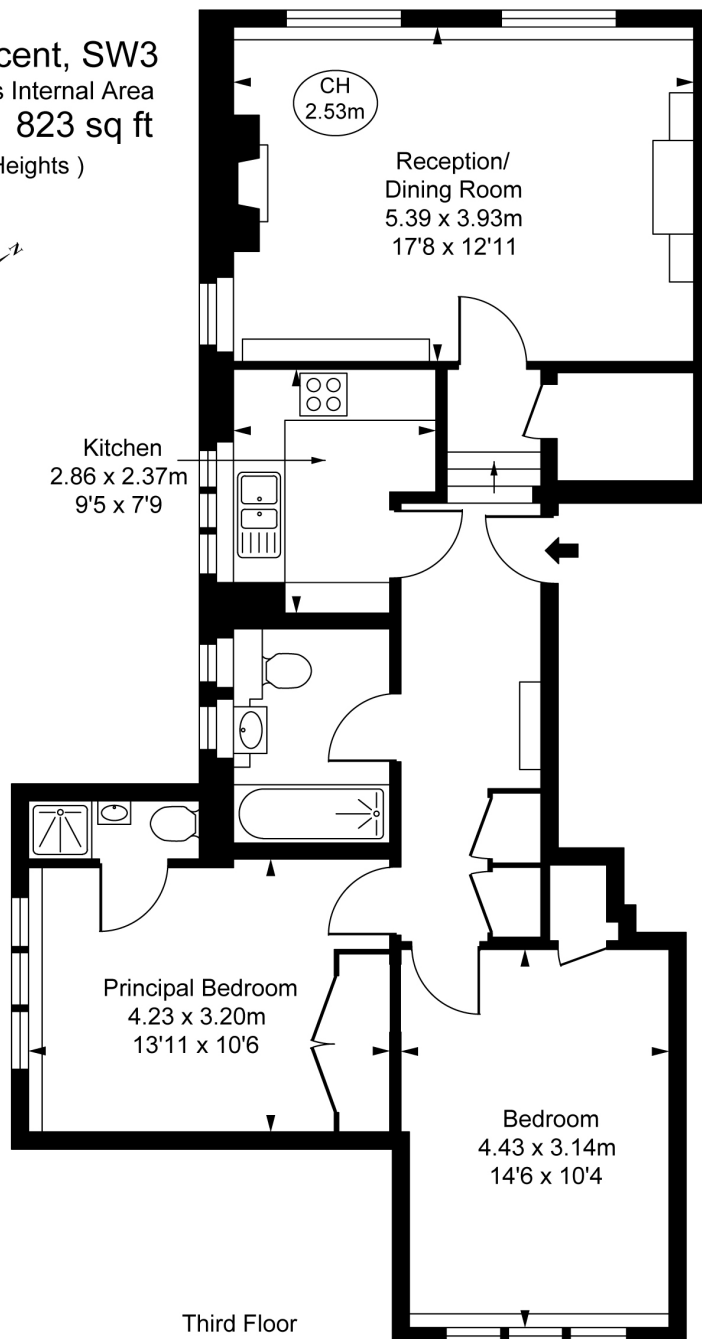 cent, SW3
s Internal Area
823 sq ft
Heights )
N
CH
2.53m
Reception/
Dining Room
5.39 x 3.93m
17'8 x 12'11
Kitchen
2.86 x 2.37m
9'5 x 7'9
Principal Bedroom
4.23 x 3.20m
13'11 x 10'6
Bedroom
4.43 x 3.14m
14'6 x 10'4
Third Floor